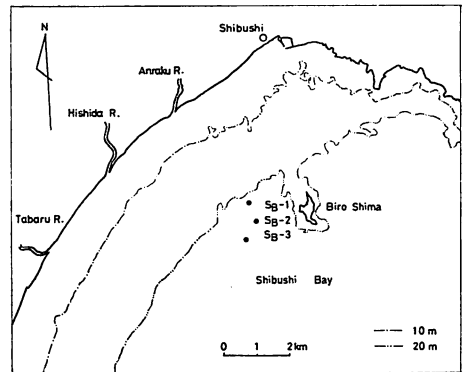 N
Shibushi
Anraku R.
Hishida R.
Tabaru R.
Biro Shima
SB-1
SB-2
SB-3
Shibushi Bay
0 1 2km
10 m
20 m